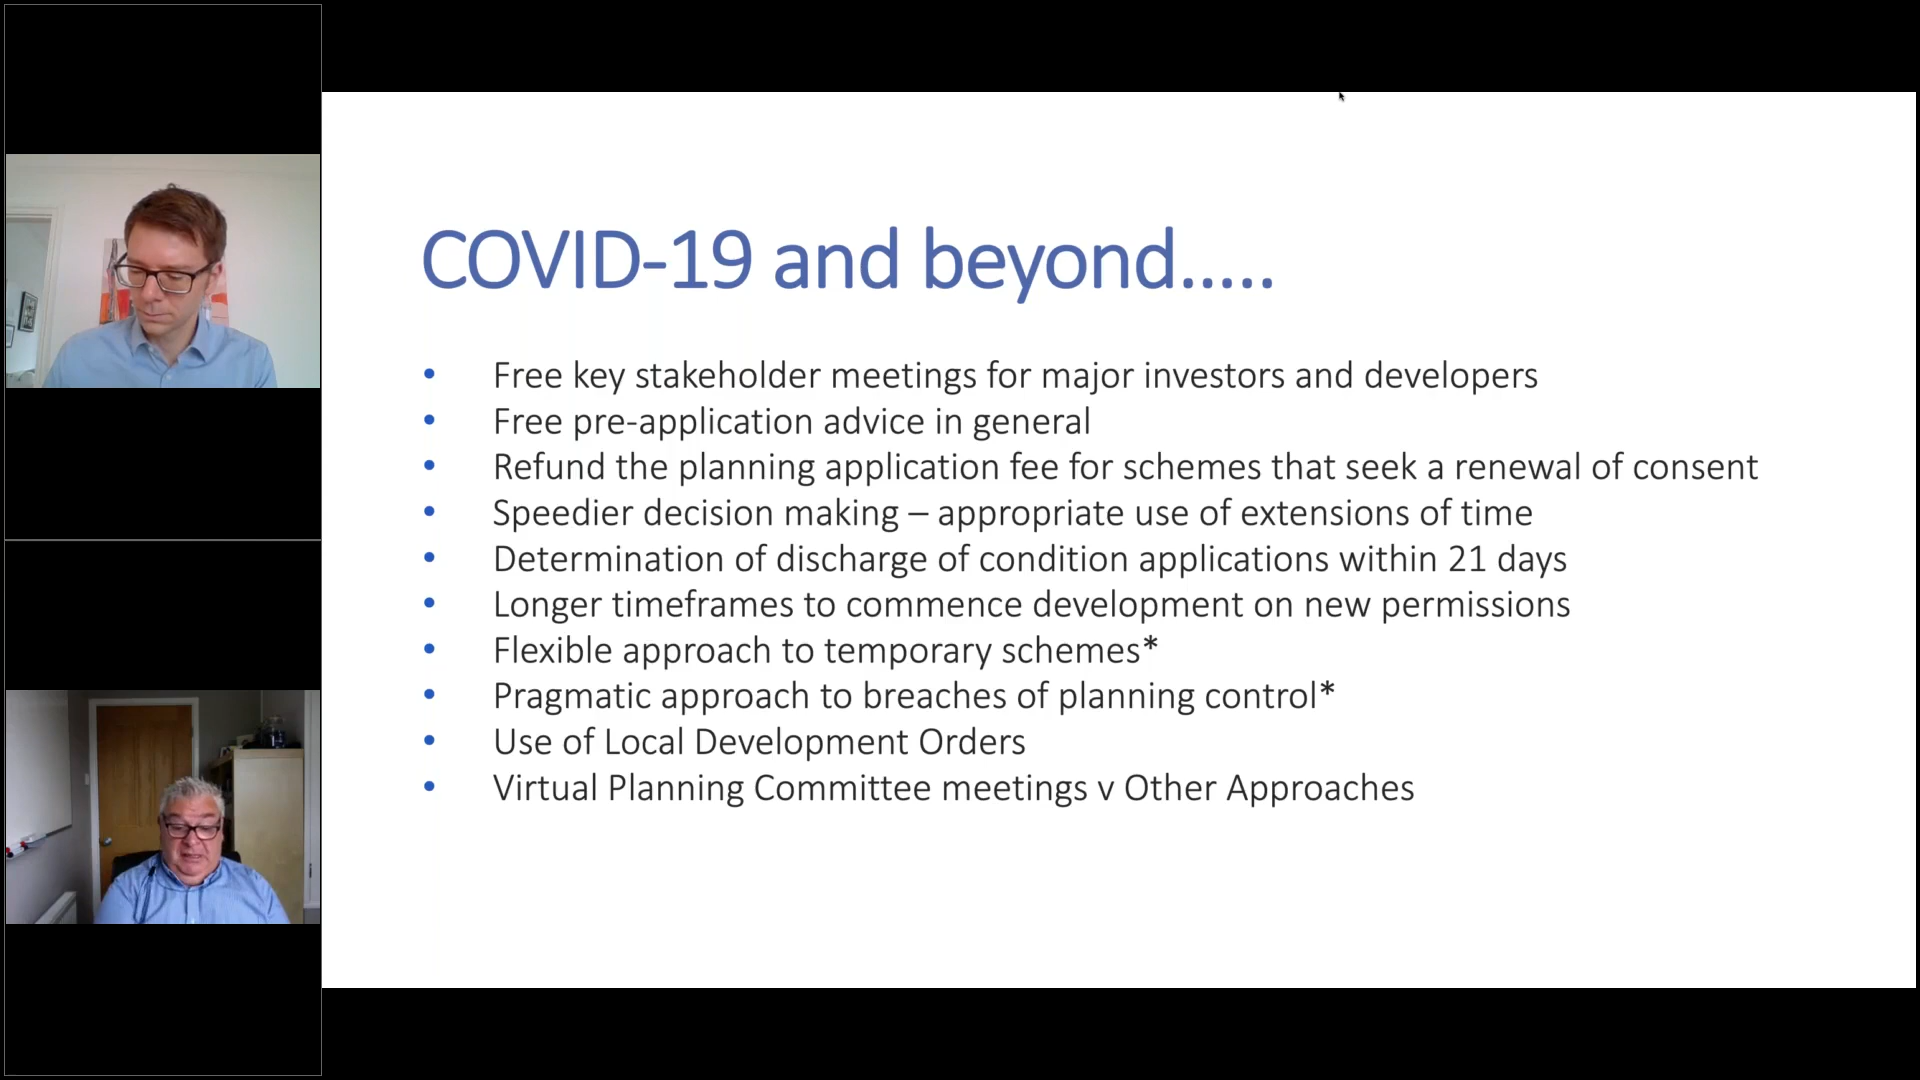 COVID-19 and beyond.....
• Free key stakeholder meetings for major investors and developers
• Free pre-application advice in general
• Refund the planning application fee for schemes that seek a renewal of consent
• Speedier decision making – appropriate use of extensions of time
• Determination of discharge of condition applications within 21 days
• Longer timeframes to commence development on new permissions
• Flexible approach to temporary schemes*
• Pragmatic approach to breaches of planning control*
• Use of Local Development Orders
• Virtual Planning Committee meetings v Other Approaches